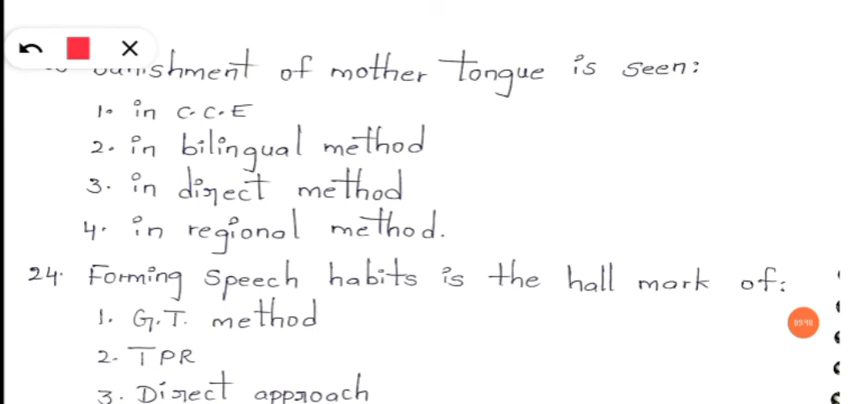 of mother tongue is seen:
1. in C.C.E
2. in bilingual method
3. in direct method
4. in regional method.
24. Forming speech habits is the hall mark of:
1. G.T. method
2. TPR
3. Direct approach